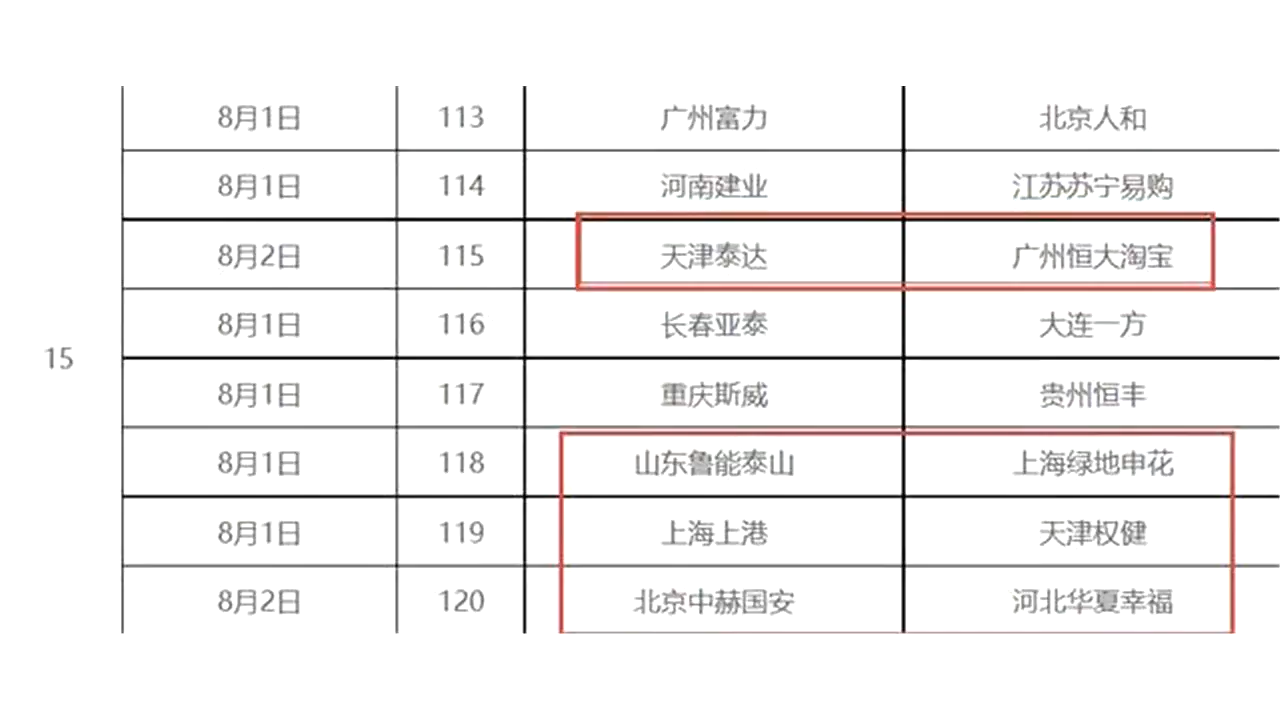 8月1日 113 广州富力 北京人和
8月1日 114 河南建业 江苏苏宁易购
8月2日 115 天津泰达 广州恒大淘宝
8月1日 116 长春亚泰 大连一方
15
8月1日 117 重庆斯威 贵州恒丰
8月1日 118 山东鲁能泰山 上海绿地申花
8月1日 119 上海上港 天津权健
8月2日 120 北京中赫国安 河北华夏幸福